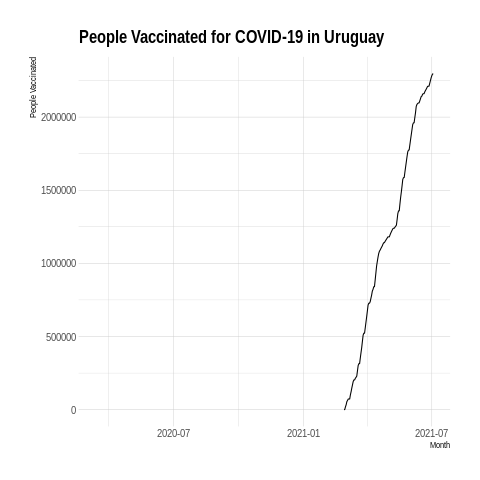 People Vaccinated for COVID-19 in Uruguay
People Vaccinated
2000000
1500000
1000000
500000
0
2020-07 2021-01 2021-07
Month